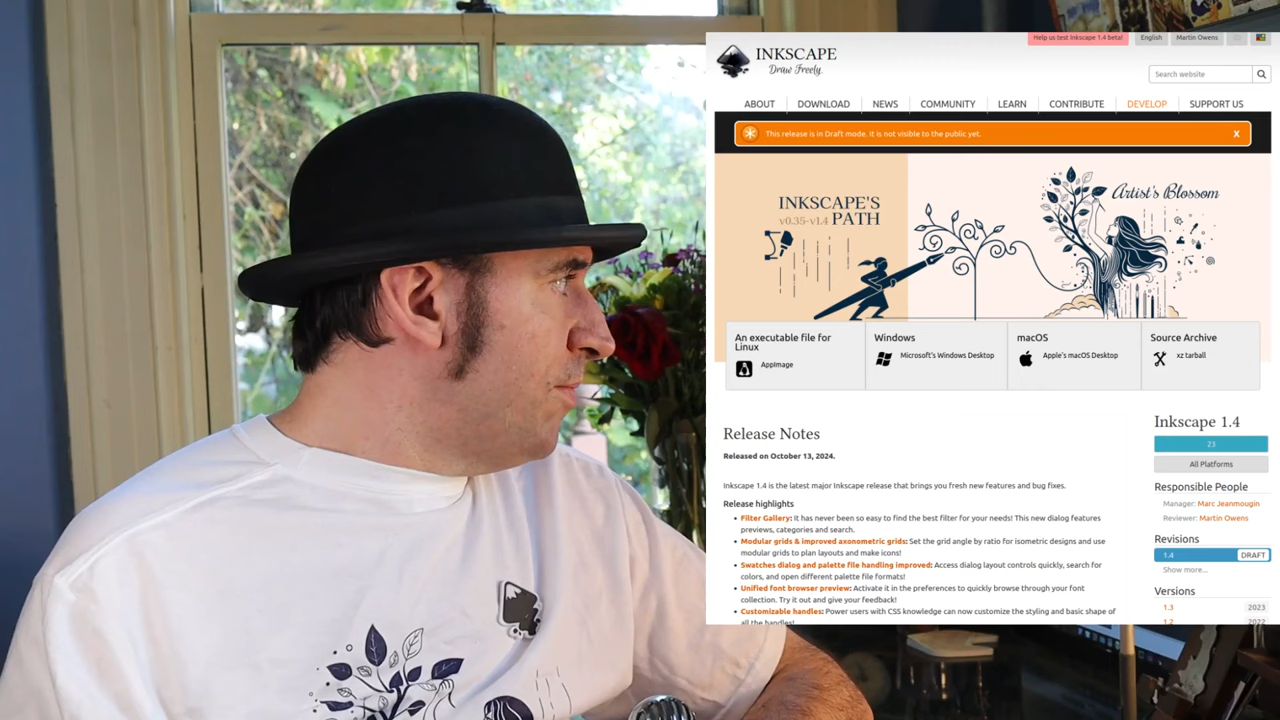 Help us test Inkscape 1.4 beta!
English
Martin Owens
INKSCAPE
Draw Freely.
Search website
ABOUT
DOWNLOAD
NEWS
COMMUNITY
LEARN
CONTRIBUTE
DEVELOP
SUPPORT US
This release is in Draft mode. It is not visible to the public yet.
X
INKSCAPE'S
v0.35-v1.4 PATH
Artist's Blossom
An executable file for
Linux
AppImage
Windows
Microsoft's Windows Desktop
macOS
Apple's macOS Desktop
Source Archive
xz tarball
Release Notes
Released on October 13, 2024.
Inkscape 1.4 is the latest major Inkscape release that brings you fresh new features and bug fixes.
Release highlights
• Filter Gallery: It has never been so easy to find the best filter for your needs! This new dialog features
previews, categories and search.
• Modular grids & improved axonometric grids: Set the grid angle by ratio for isometric designs and use
modular grids to plan layouts and make icons!
• Swatches dialog and palette file handling improved: Access dialog layout controls quickly, search for
colors, and open different palette file formats!
• Unified font browser preview: Activate it in the preferences to quickly browse through your font
collection. Try it out and give your feedback!
• Customizable handles: Power users with CSS knowledge can now customize the styling and basic shape of
all the handles!
Inkscape 1.4
23
All Platforms
Responsible People
Manager: Marc Jeanmougin
Reviewer: Martin Owens
Revisions
1.4
DRAFT
Show more...
Versions
1.3
2023
1.2
2022